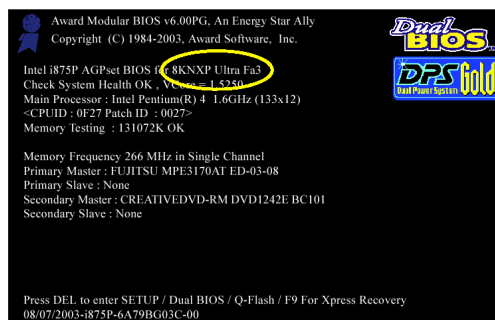 Award Modular BIOS v6.00PG, An Energy Star Ally
Copyright (C) 1984-2003, Award Software, Inc.
Dual
BIOS
Intel i875P AGPset BIOS for 8KNXP Ultra Fa3
Check System Health OK , VCore = 1.5250
Main Processor : Intel Pentium(R) 4 1.6GHz (133x12)
<CPUID : 0F27 Patch ID : 0027>
Memory Testing : 131072K OK
DPS Gold
Dual Power System
Memory Frequency 266 MHz in Single Channel
Primary Master : FUJITSU MPE3170AT ED-03-08
Primary Slave : None
Secondary Master : CREATIVEDVD-RM DVD1242E BC101
Secondary Slave : None
Press DEL to enter SETUP / Dual BIOS / Q-Flash / F9 For Xpress Recovery
08/07/2003-i875P-6A79BG03C-00